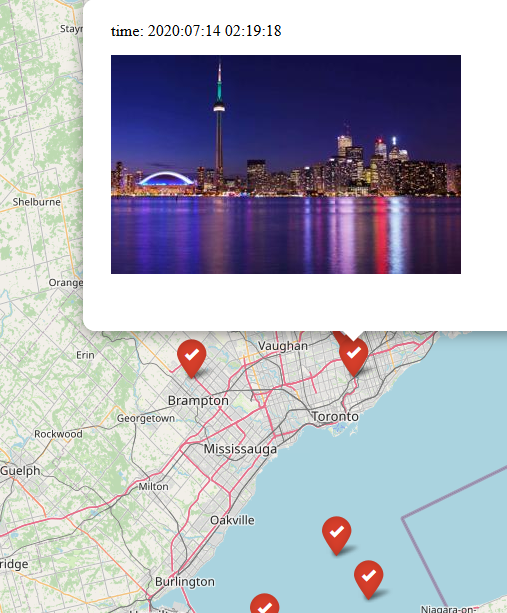 time: 2020:07:14 02:19:18
Shelburne
Orange
Erin
Vaughan
Brampton
Georgetown
Toronto
Rockwood
Mississauga
Guelph
Milton
Oakville
ridge
Burlington
Niagara-on-